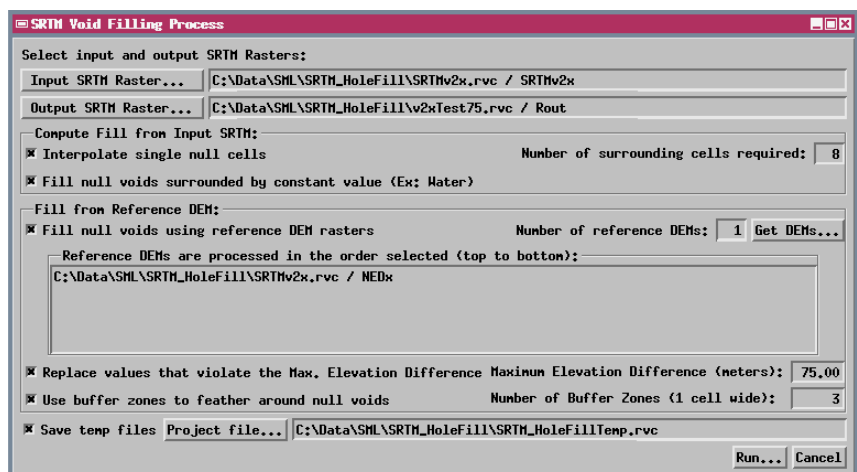 SRTM Void Filling Process
Select input and output SRTM Rasters:
Input SRTM Raster... C:\Data\SML\SRTM_HoleFill\SRTMv2x.rvc / SRTMv2x
Output SRTM Raster... C:\Data\SML\SRTM_HoleFill\v2xTest75.rvc / Rout
Compute Fill from Input SRTM:
Interpolate single null cells Number of surrounding cells required: 8
Fill null voids surrounded by constant value (Ex: Water)
Fill from Reference DEM:
Fill null voids using reference DEM rasters Number of reference DEMs: 1 Get DEMs...
Reference DEMs are processed in the order selected (top to bottom):
C:\Data\SML\SRTM_HoleFill\SRTMv2x.rvc / NEDx
Replace values that violate the Max. Elevation Difference Maximum Elevation Difference (meters): 75.00
Use buffer zones to feather around null voids Number of Buffer Zones (1 cell wide): 3
Save temp files Project file... C:\Data\SML\SRTM_HoleFill\SRTM_HoleFillTemp.rvc
Run... Cancel